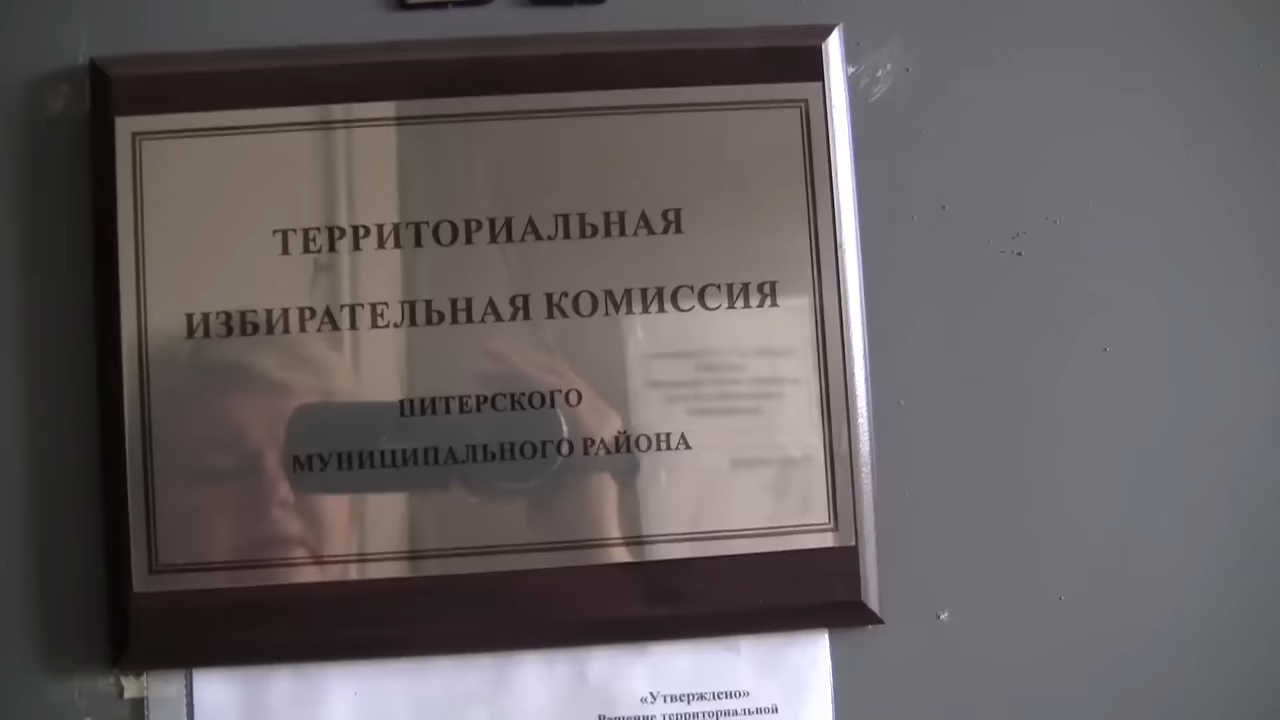 ТЕРРИТОРИАЛЬНАЯ
ИЗБИРАТЕЛЬНАЯ КОМИССИЯ
ПИТЕРСКОГО
МУНИЦИПАЛЬНОГО РАЙОНА
«Утверждено»
Решение территориальной